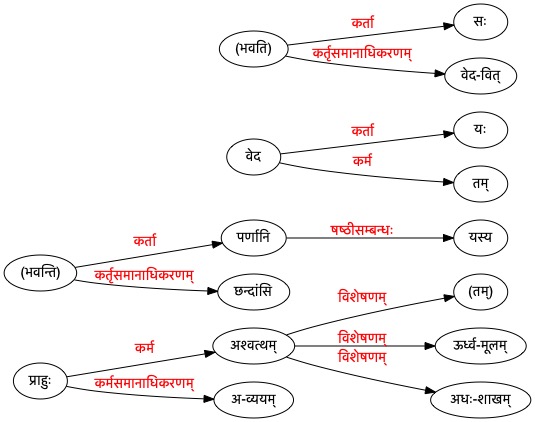 कर्ता
सः
(भवति)
कर्तृसमानाधिकरणम्
वेद-वित्
कर्ता
यः
वेद
कर्म
तम्
कर्ता
पर्णानि
षष्ठीसम्बन्धः
यस्य
(भवन्ति)
कर्तृसमानाधिकरणम्
छन्दांसि
विशेषणम्
(तम्)
कर्म
अश्वत्थम्
विशेषणम्
ऊर्ध्व-मूलम्
विशेषणम्
प्राहुः
कर्मसमानाधिकरणम्
अ-व्ययम्
अधः-शाखम्